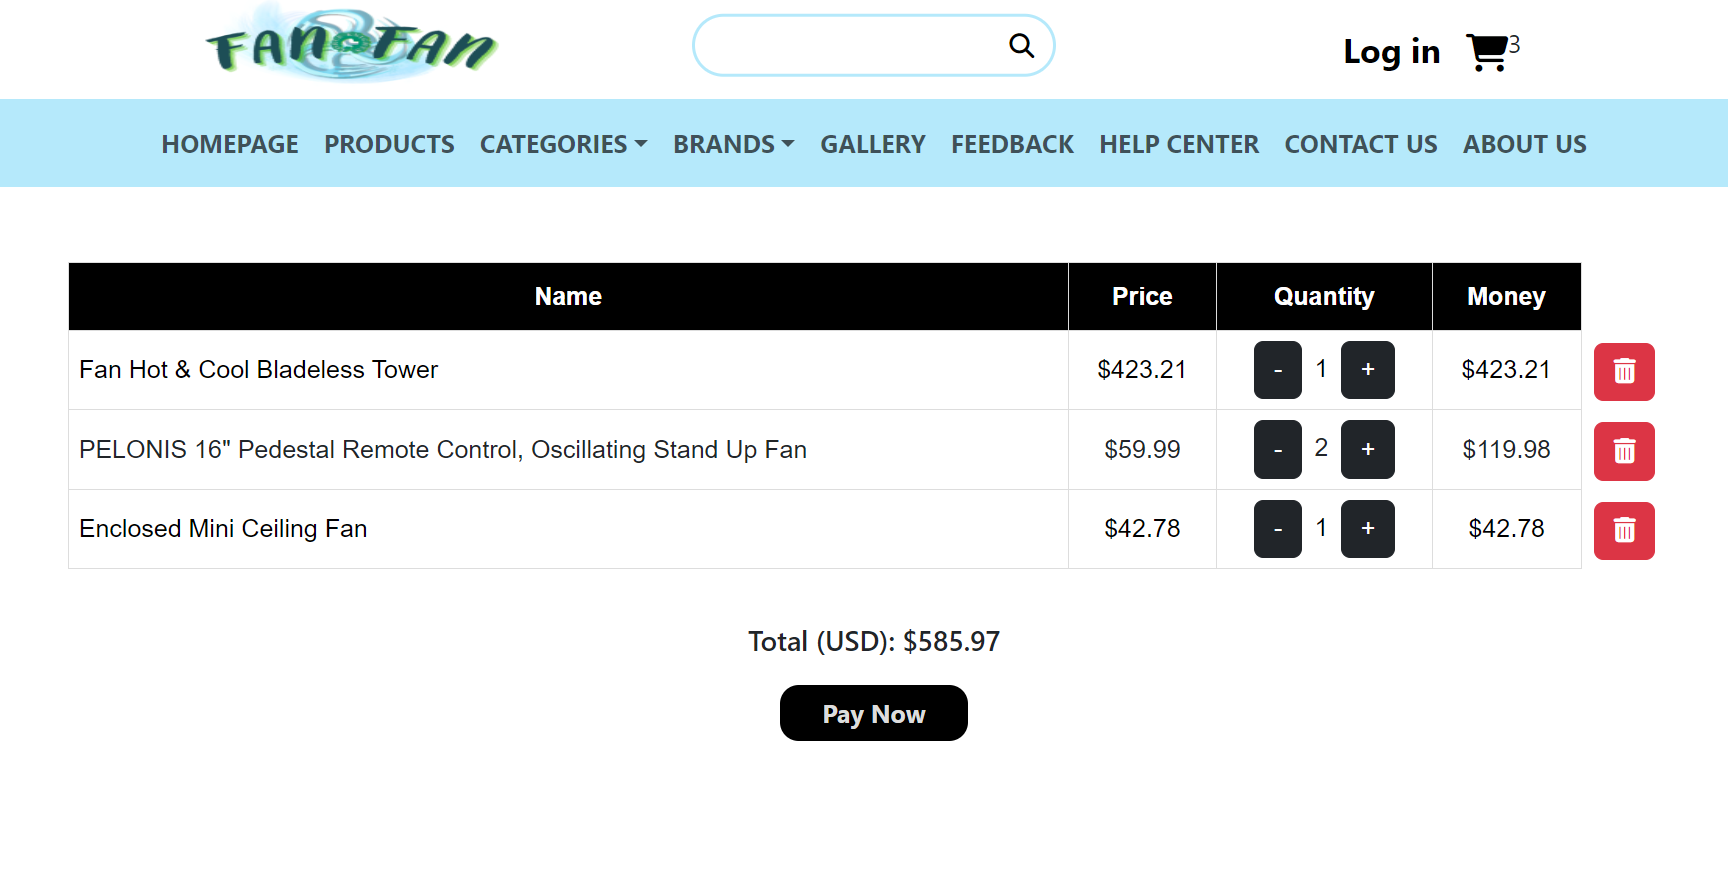 FAN FAN
Log in 3
HOMEPAGE PRODUCTS CATEGORIES BRANDS GALLERY FEEDBACK HELP CENTER CONTACT US ABOUT US
Name Price Quantity Money
Fan Hot & Cool Bladeless Tower $423.21 - 1 + $423.21
PELONIS 16" Pedestal Remote Control, Oscillating Stand Up Fan $59.99 - 2 + $119.98
Enclosed Mini Ceiling Fan $42.78 - 1 + $42.78
Total (USD): $585.97
Pay Now